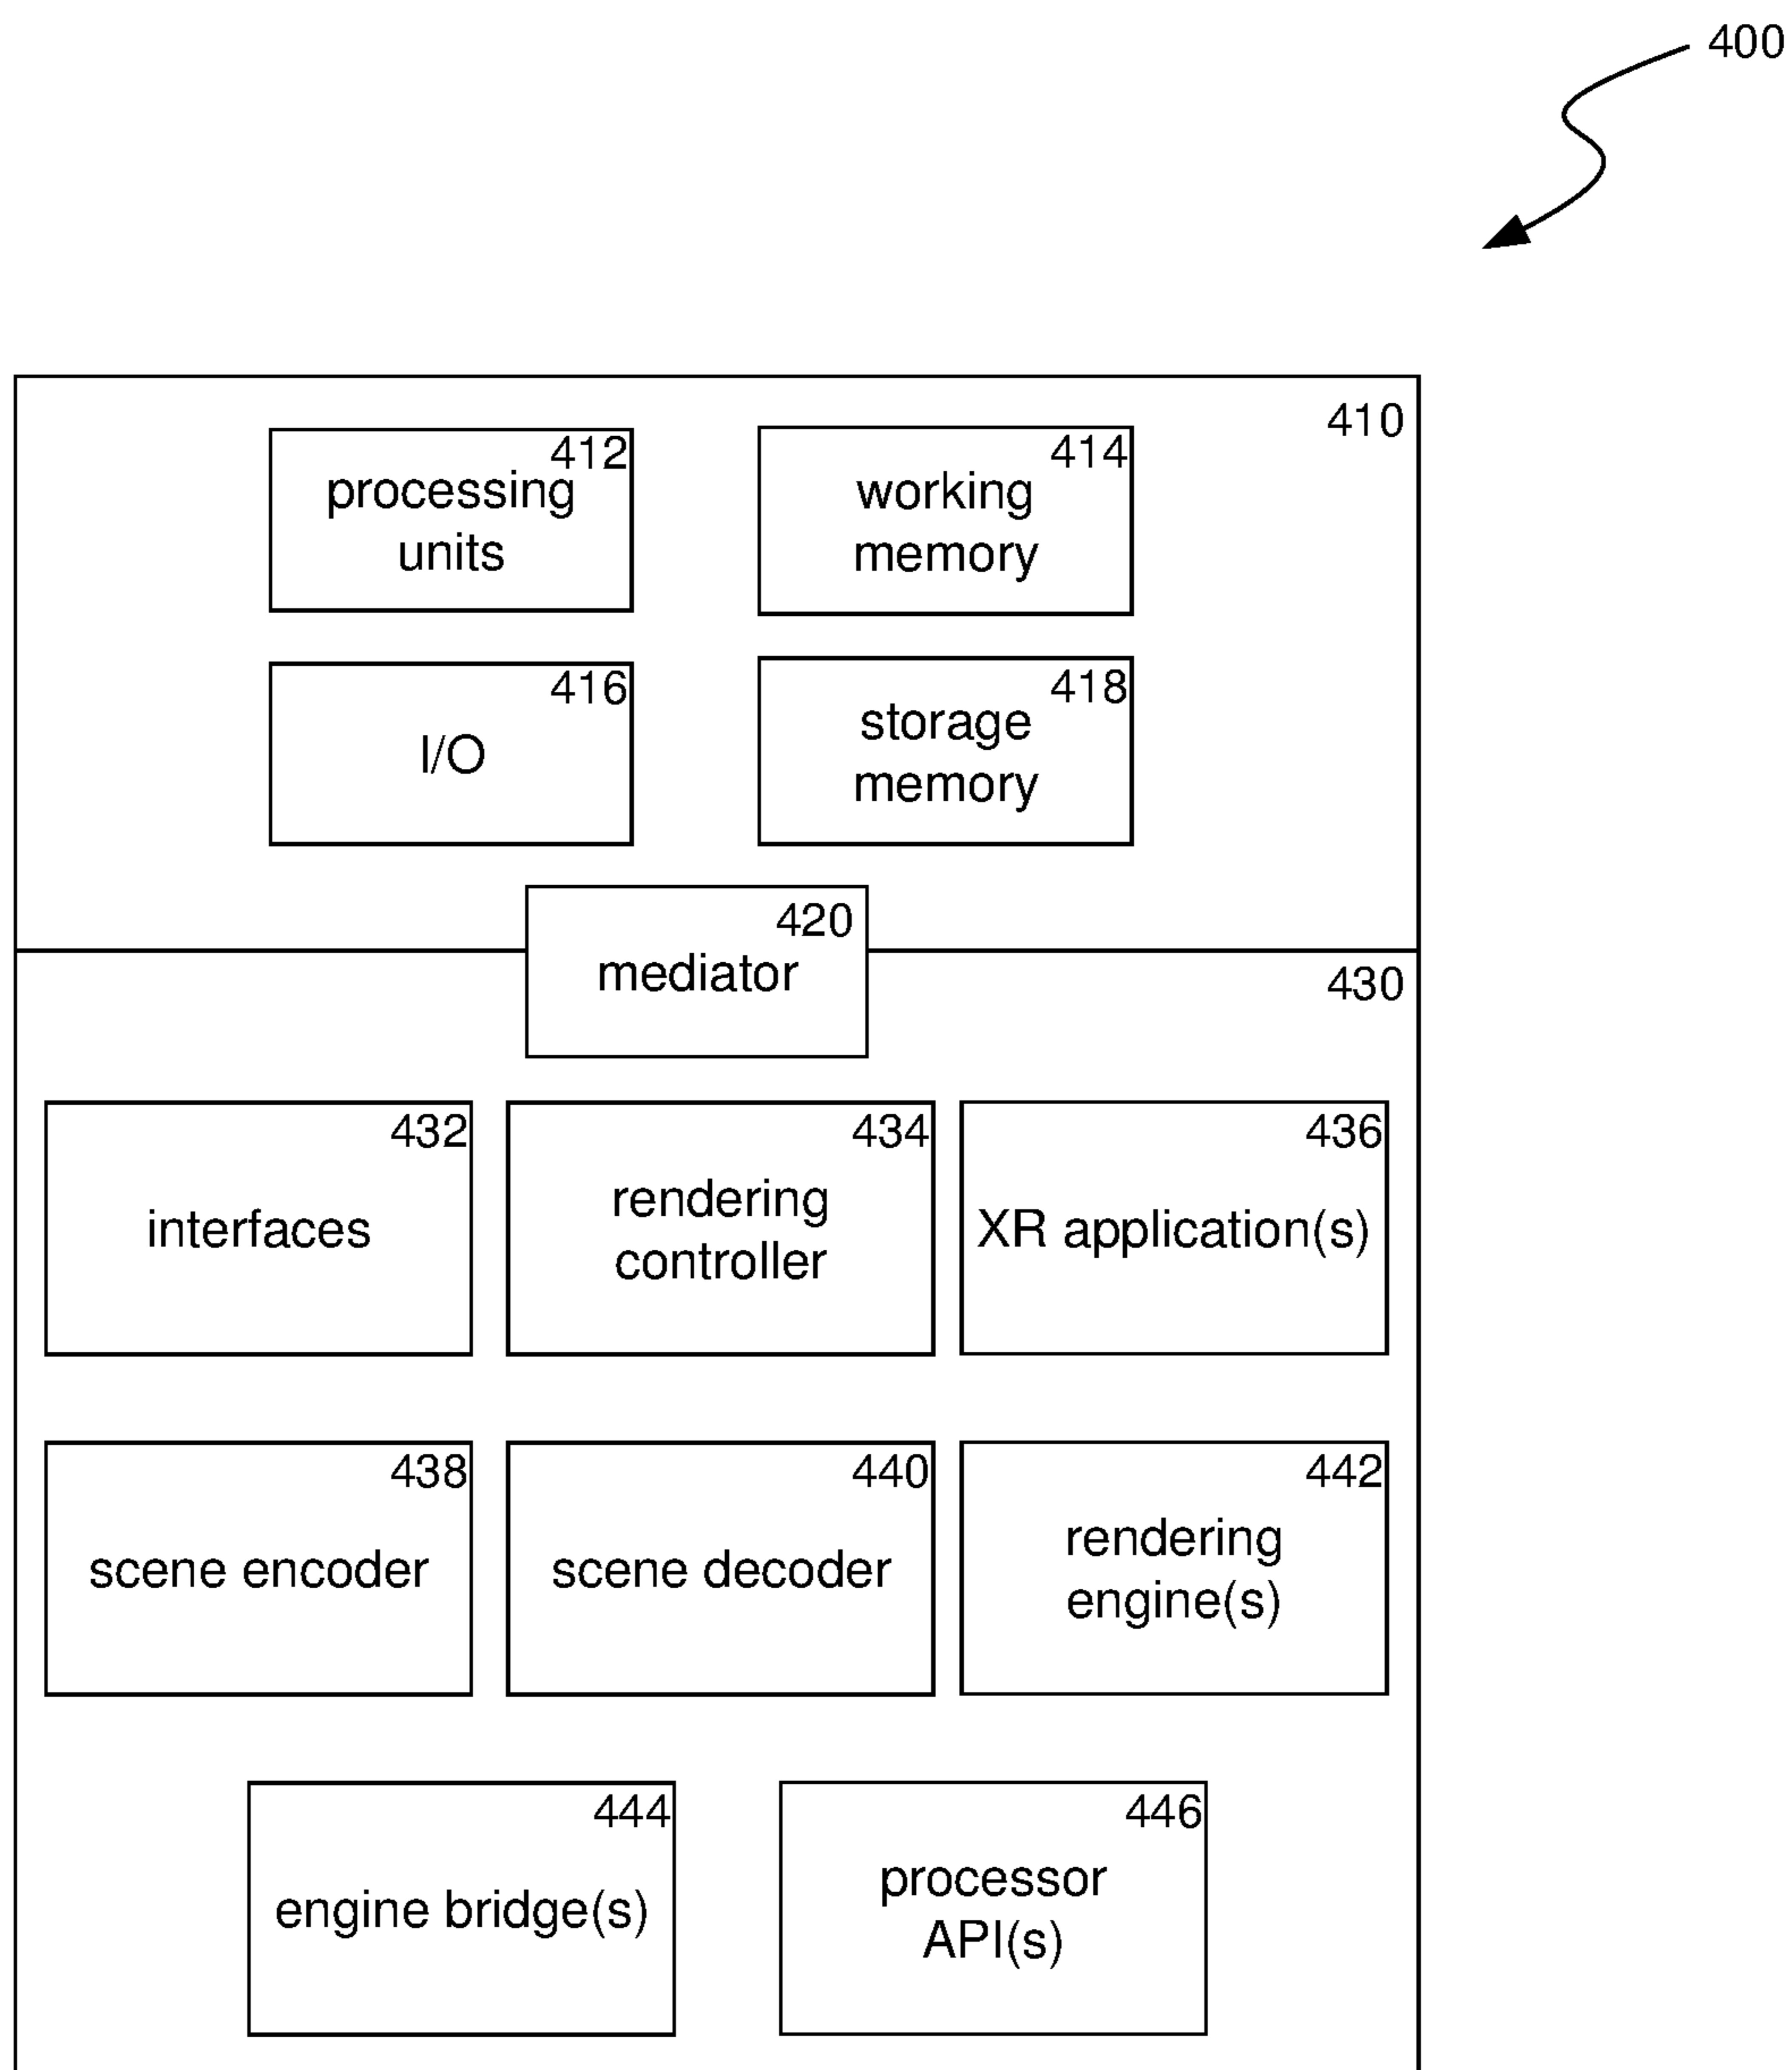 400
410
412
processing
units
414
working
memory
416
I/O
418
storage
memory
420
mediator
430
432
interfaces
434
rendering
controller
436
XR application(s)
438
scene encoder
440
scene decoder
442
rendering
engine(s)
444
engine bridge(s)
446
processor
API(s)